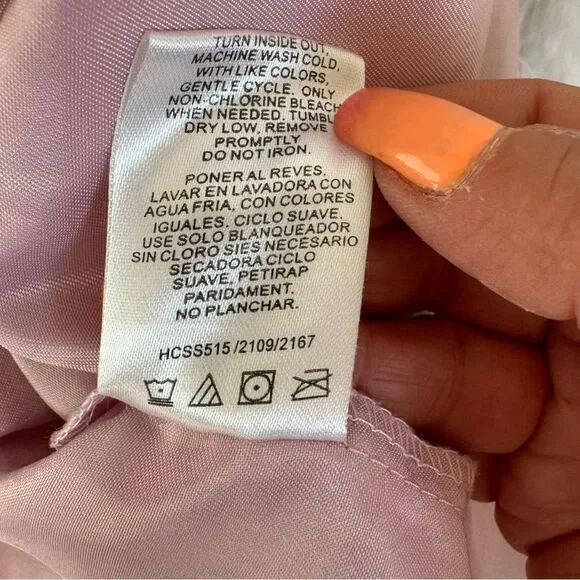 TURN INSIDE OUT,
MACHINE WASH COLD,
WITH LIKE COLORS,
GENTLE CYCLE. ONLY
NON-CHLORINE BLEACH
WHEN NEEDED. TUMBL
DRY LOW. REMOVE
PROMPTLY
DO NOT IRON.
PONER AL REVES.
LAVAR EN LAVADORA CON
AGUA FRIA, CON COLORES
IGUALES. CICLO SUAVE.
USE SOLO BLANQUEADOR
SIN CLORO SIES NECESARIO
SECADORA CICLO
SUAVE, PETIRAP
PARIDAMENT.
NO PLANCHAR.
HCSS515 /2109/2167